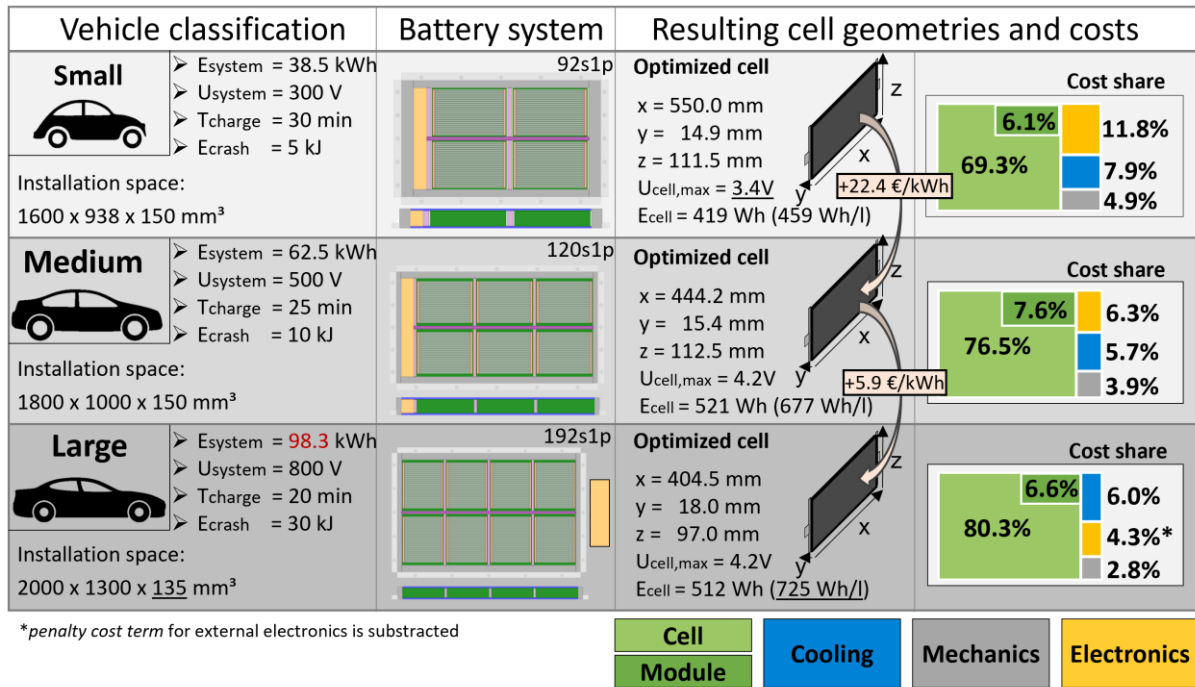 Vehicle classification
Battery system
Resulting cell geometries and costs
Small
➢ Esystem = 38.5 kWh
➢ Usystem = 300 V
➢ Tcharge = 30 min
➢ Ecrash = 5 kJ
Installation space:
1600 x 938 x 150 mm³
92s1p
Optimized cell
x = 550.0 mm
y = 14.9 mm
z = 111.5 mm
Ucell,max = 3.4V
Ecell = 419 Wh (459 Wh/l)
z
x
y
+22.4 €/kWh
Cost share
6.1%
69.3%
11.8%
7.9%
4.9%
Medium
➢ Esystem = 62.5 kWh
➢ Usystem = 500 V
➢ Tcharge = 25 min
➢ Ecrash = 10 kJ
Installation space:
1800 x 1000 x 150 mm³
120s1p
Optimized cell
x = 444.2 mm
y = 15.4 mm
z = 112.5 mm
Ucell,max = 4.2V
Ecell = 521 Wh (677 Wh/l)
z
x
y
+5.9 €/kWh
Cost share
7.6%
76.5%
6.3%
5.7%
3.9%
Large
➢ Esystem = 98.3 kWh
➢ Usystem = 800 V
➢ Tcharge = 20 min
➢ Ecrash = 30 kJ
Installation space:
2000 x 1300 x 135 mm³
192s1p
Optimized cell
x = 404.5 mm
y = 18.0 mm
z = 97.0 mm
Ucell,max = 4.2V
Ecell = 512 Wh (725 Wh/l)
z
x
y
Cost share
6.6%
80.3%
6.0%
4.3%*
2.8%
*penalty cost term for external electronics is substracted
Cell
Module
Cooling
Mechanics
Electronics